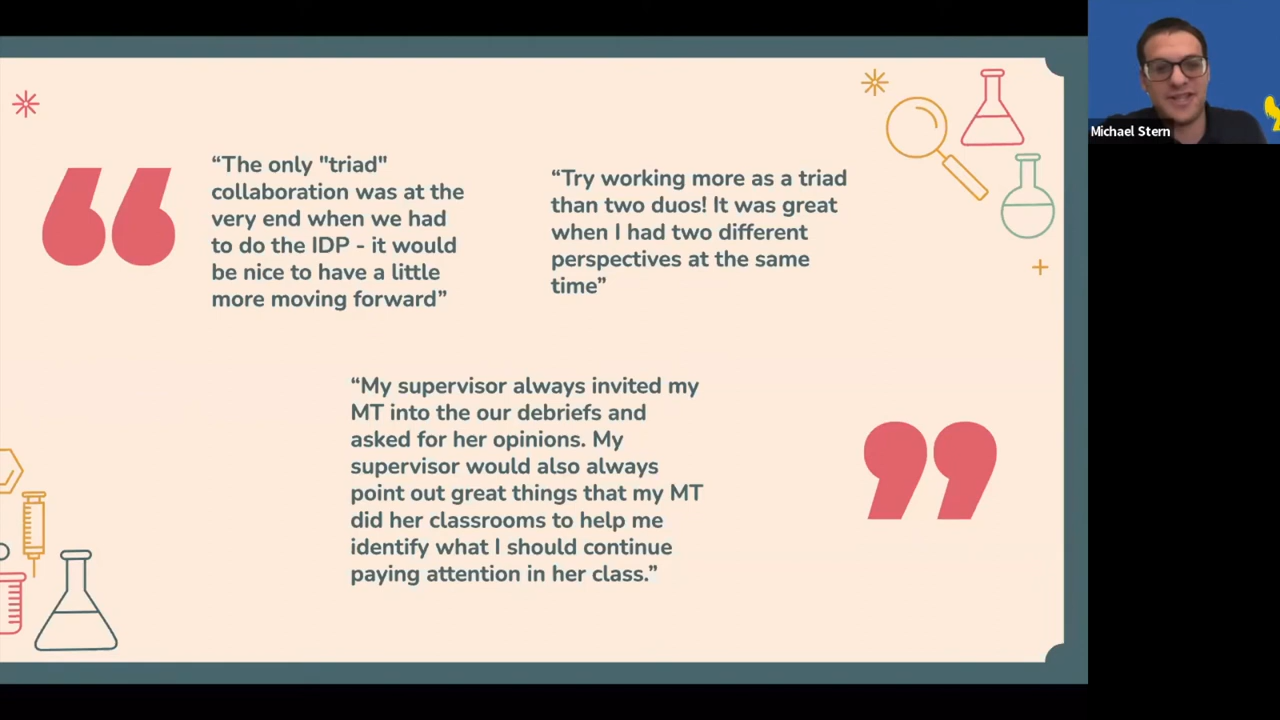 “The only "triad"
collaboration was at the
very end when we had
to do the IDP - it would
be nice to have a little
more moving forward”
“Try working more as a triad
than two duos! It was great
when I had two different
perspectives at the same
time”
“My supervisor always invited my
MT into the our debriefs and
asked for her opinions. My
supervisor would also always
point out great things that my MT
did her classrooms to help me
identify what I should continue
paying attention in her class.”
Michael Stern